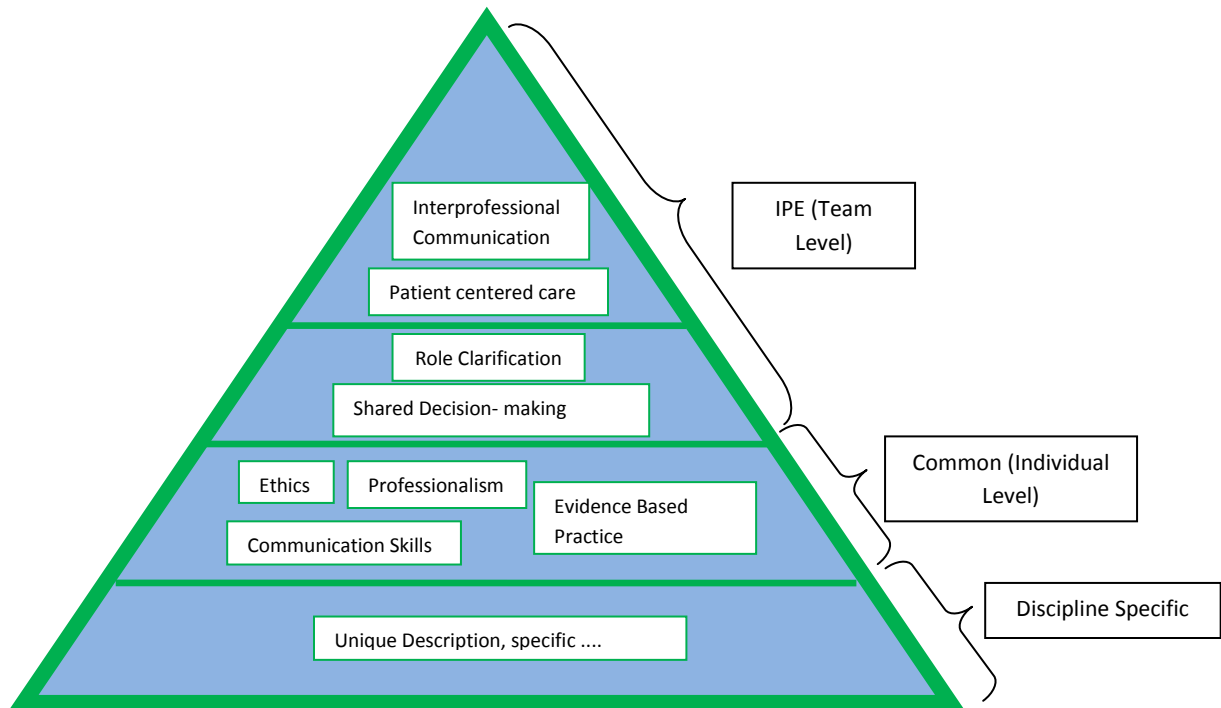 Interprofessional
Communication
Patient centered care
IPE (Team
Level)
Role Clarification
Shared Decision- making
Ethics
Professionalism
Evidence Based
Practice
Communication Skills
Common (Individual
Level)
Unique Description, specific ....
Discipline Specific